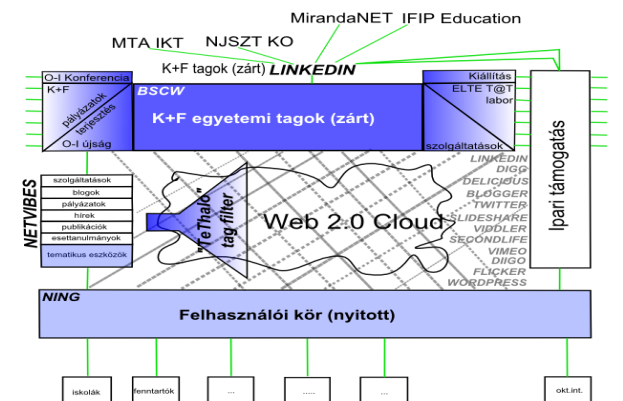 MirandaNET IFIP Education
MTA IKT NJSZT KO
K+F tagok (zárt) LINKEDIN
O-I Konferencia
K+F
pályázatok
terjesztés
O-I újság
BSCW
K+F egyetemi tagok (zárt)
Kiállítás
ELTE T@T
labor
szolgáltatások
Ipari támogatás
NETVIBES
szolgáltatások
blogok
pályázatok
hírek
publikációk
esettanulmányok
tematikus eszközök
"TeTháló"
tag filter
Web 2.0 Cloud
LINKEDIN
DIGG
DELICIOUS
BLOGGER
TWITTER
SLIDESHARE
VIDDLER
SECONDLIFE
VIMEO
DIIGO
FLICKER
WORDPRESS
NING
Felhasználói kör (nyitott)
iskolák
fenntartók
...
.....
...
okt.int.